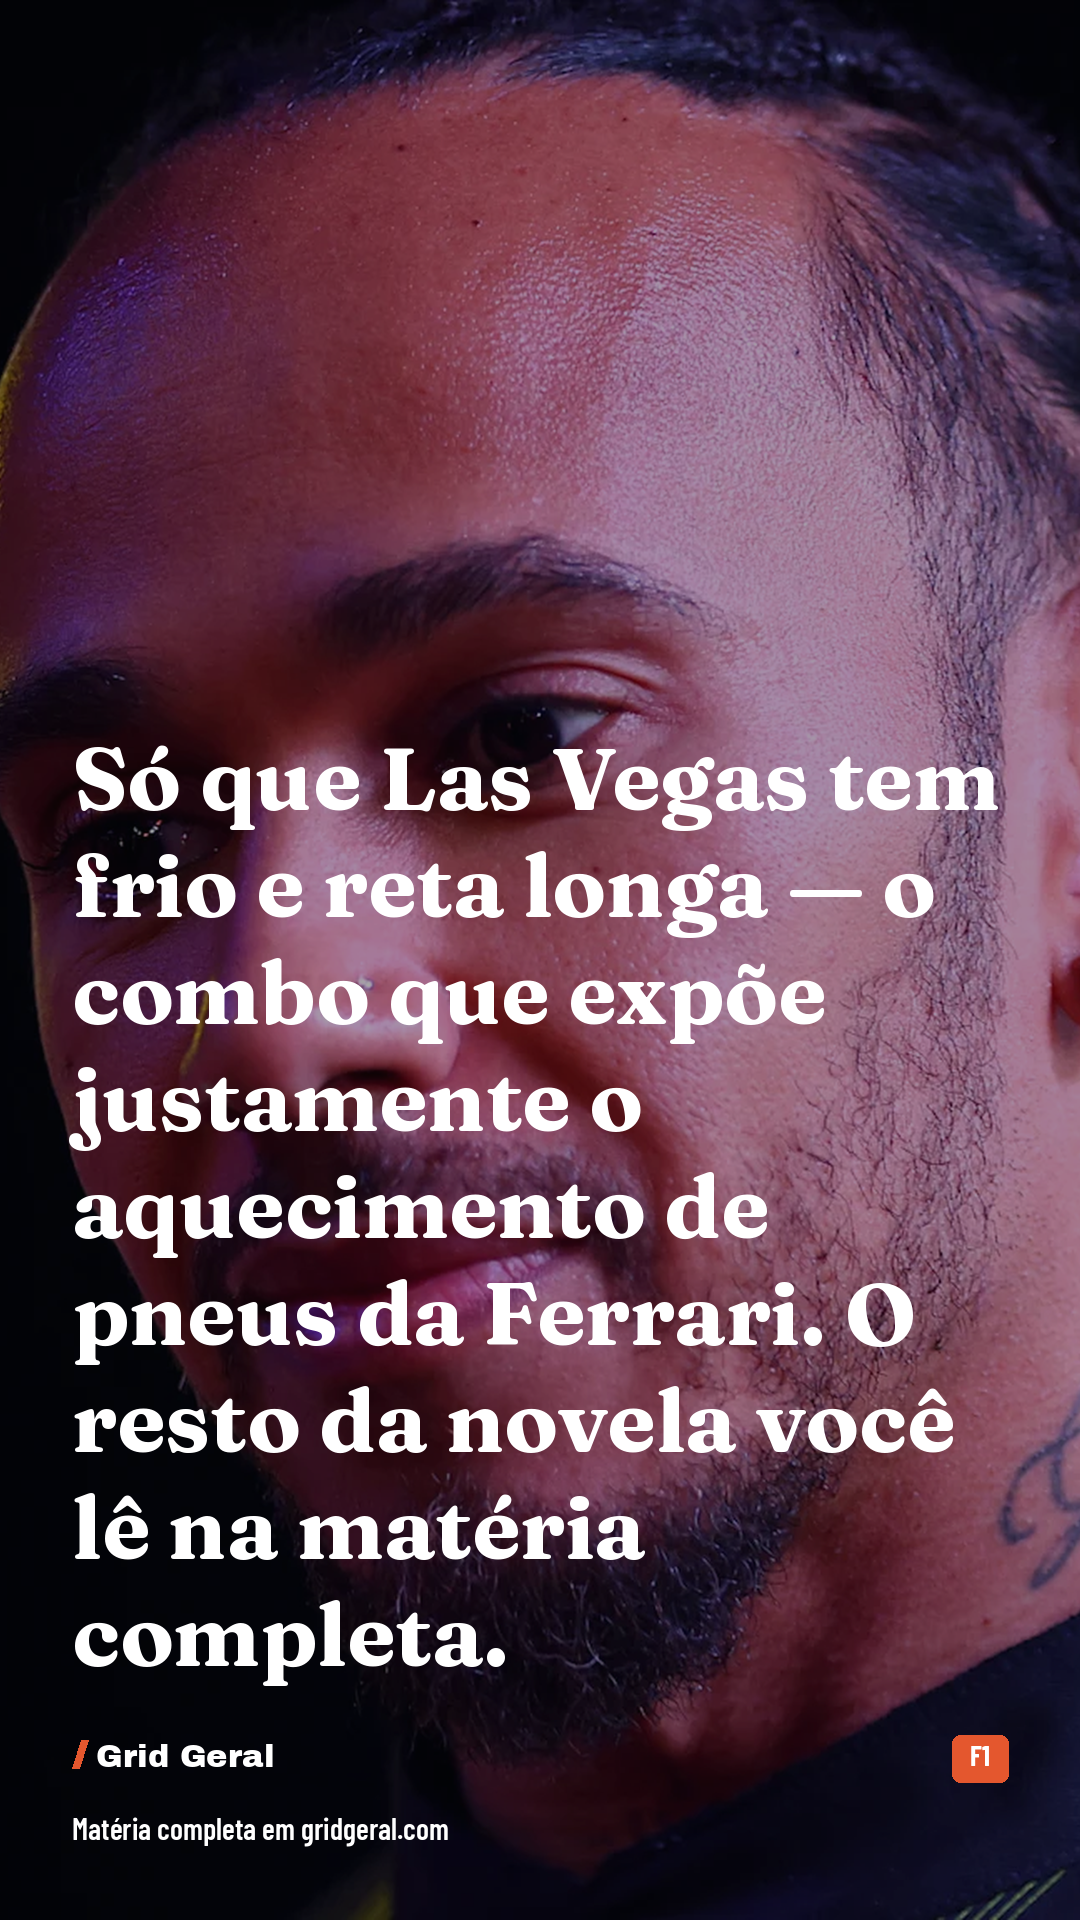 Só que Las Vegas tem
frio e reta longa — o
combo que expõe
justamente o
aquecimento de
pneus da Ferrari. O
resto da novela você
lê na matéria
completa.
/ Grid Geral
F1
Matéria completa em gridgeral.com